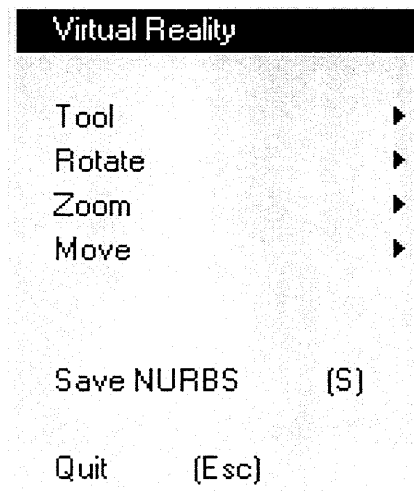 Virtual Reality
Tool
Rotate
Zoom
Move
Save NURBS (S)
Quit (Esc)